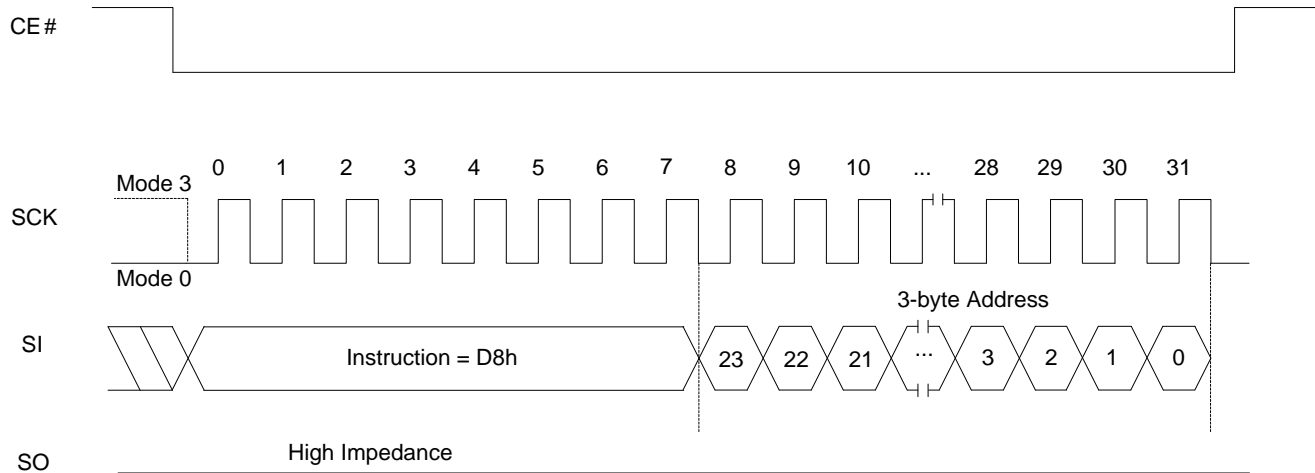 CE#
0 1 2 3 4 5 6 7 8 9 10 ... 28 29 30 31
Mode 3
SCK
Mode 0
3-byte Address
SI
Instruction = D8h
23 22 21 ... 3 2 1 0
High Impedance
SO